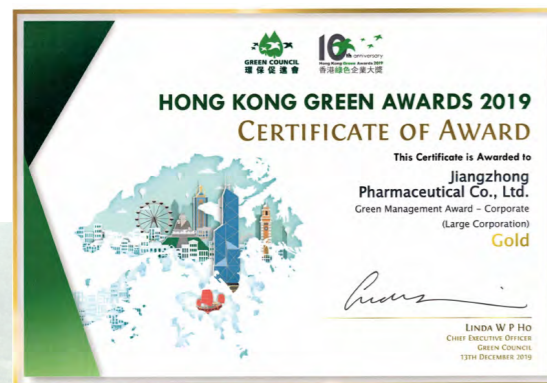 GREEN COUNCIL
環保促進會
10th anniversary
Hong Kong Green Awards 2019
香港綠色企業大獎
HONG KONG GREEN AWARDS 2019
CERTIFICATE OF AWARD
This Certificate is Awarded to
Jiangzhong
Pharmaceutical Co., Ltd.
Green Management Award – Corporate
(Large Corporation)
Gold
LINDA W P HO
CHIEF EXECUTIVE OFFICER
GREEN COUNCIL
13TH DECEMBER 2019